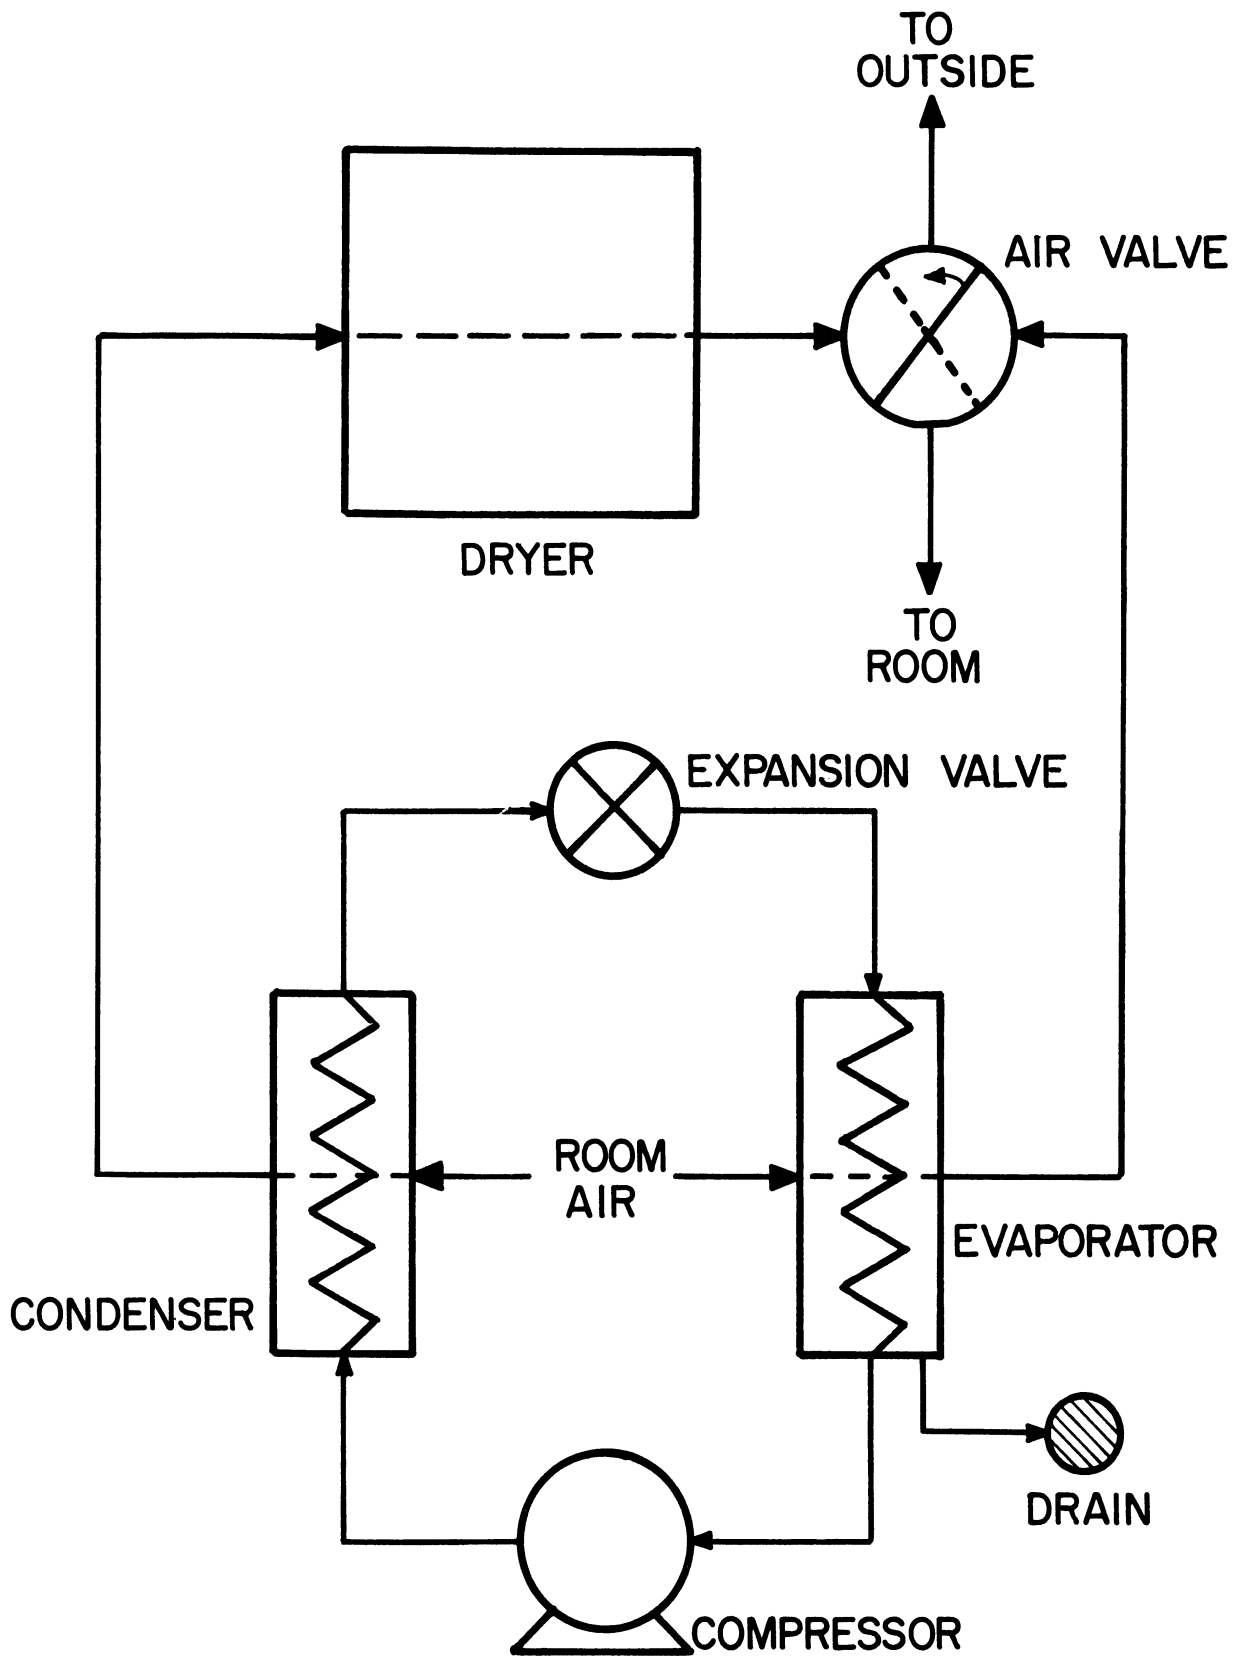 TO
OUTSIDE
AIR VALVE
DRYER
TO
ROOM
EXPANSION VALVE
ROOM
AIR
EVAPORATOR
CONDENSER
DRAIN
COMPRESSOR